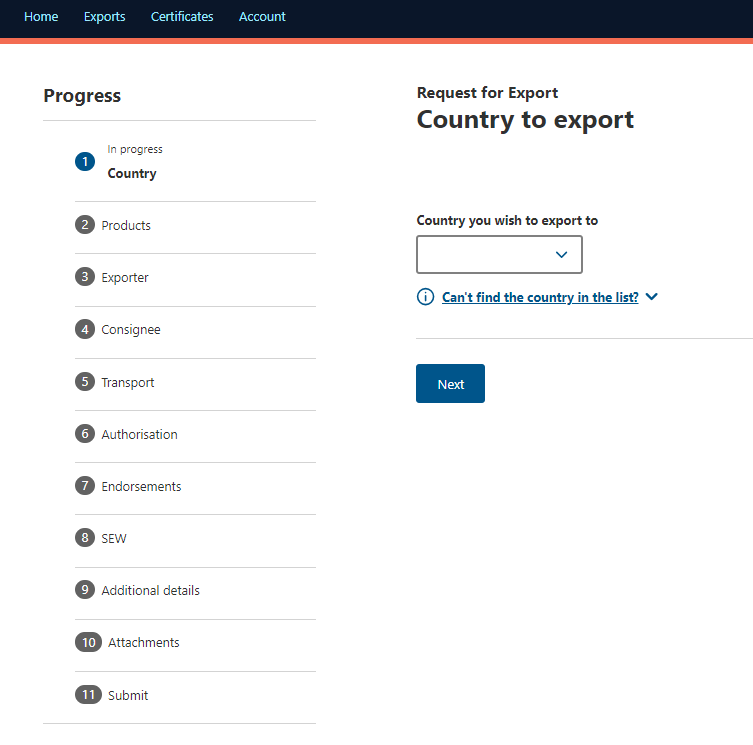 Home Exports Certificates Account
Progress
In progress
1 Country
2 Products
3 Exporter
4 Consignee
5 Transport
6 Authorisation
7 Endorsements
8 SEW
9 Additional details
10 Attachments
11 Submit
Request for Export
Country to export
Country you wish to export to
Can't find the country in the list?
Next